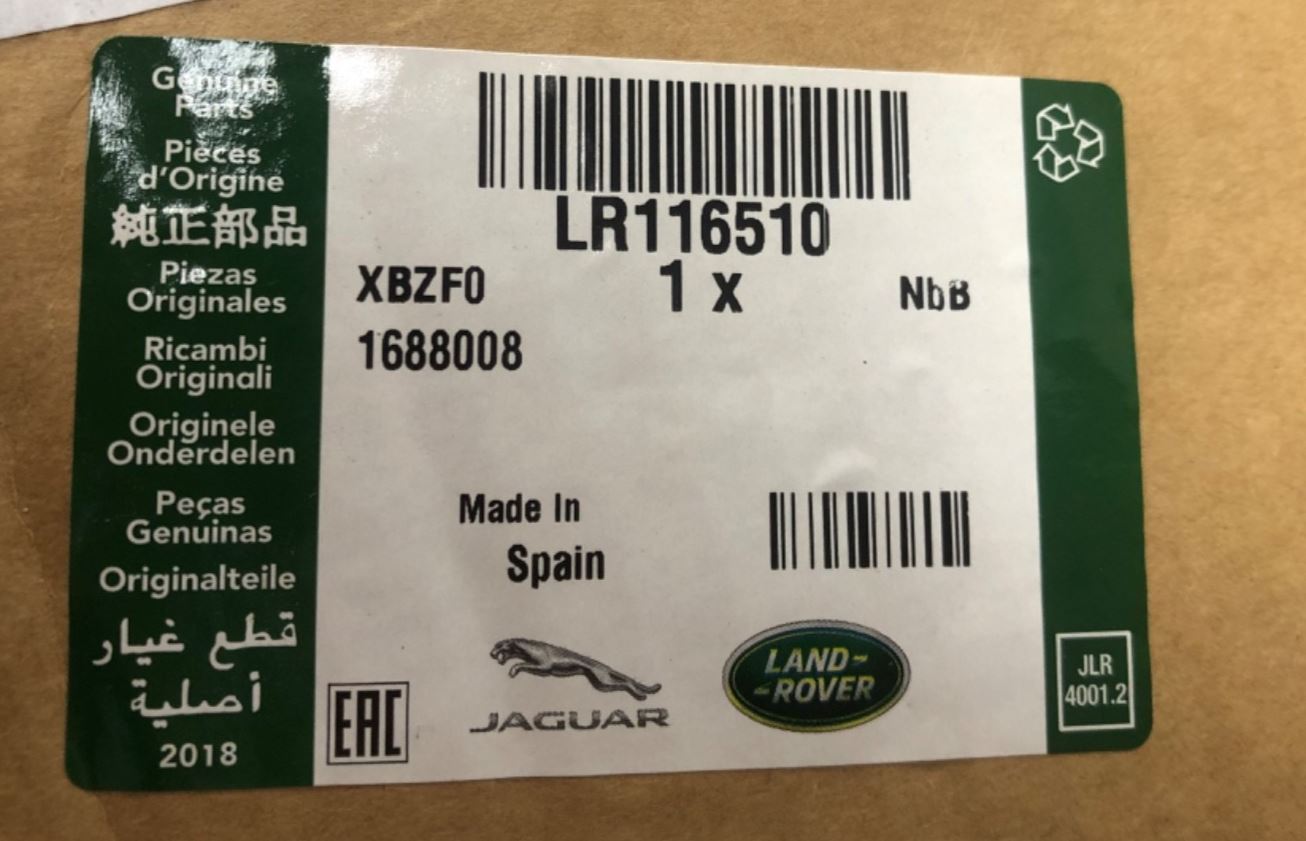 Genuine
Parts
Pièces
d'Origine
純正部品
Piezas
Originales
Ricambi
Originali
Originele
Onderdelen
Peças
Genuinas
Originalteile
قطع غيار
أصلية
2018
LR116510
XBZF0 1 x NbB
1688008
Made In
Spain
EAC
JAGUAR
LAND-
-ROVER
JLR
4001.2